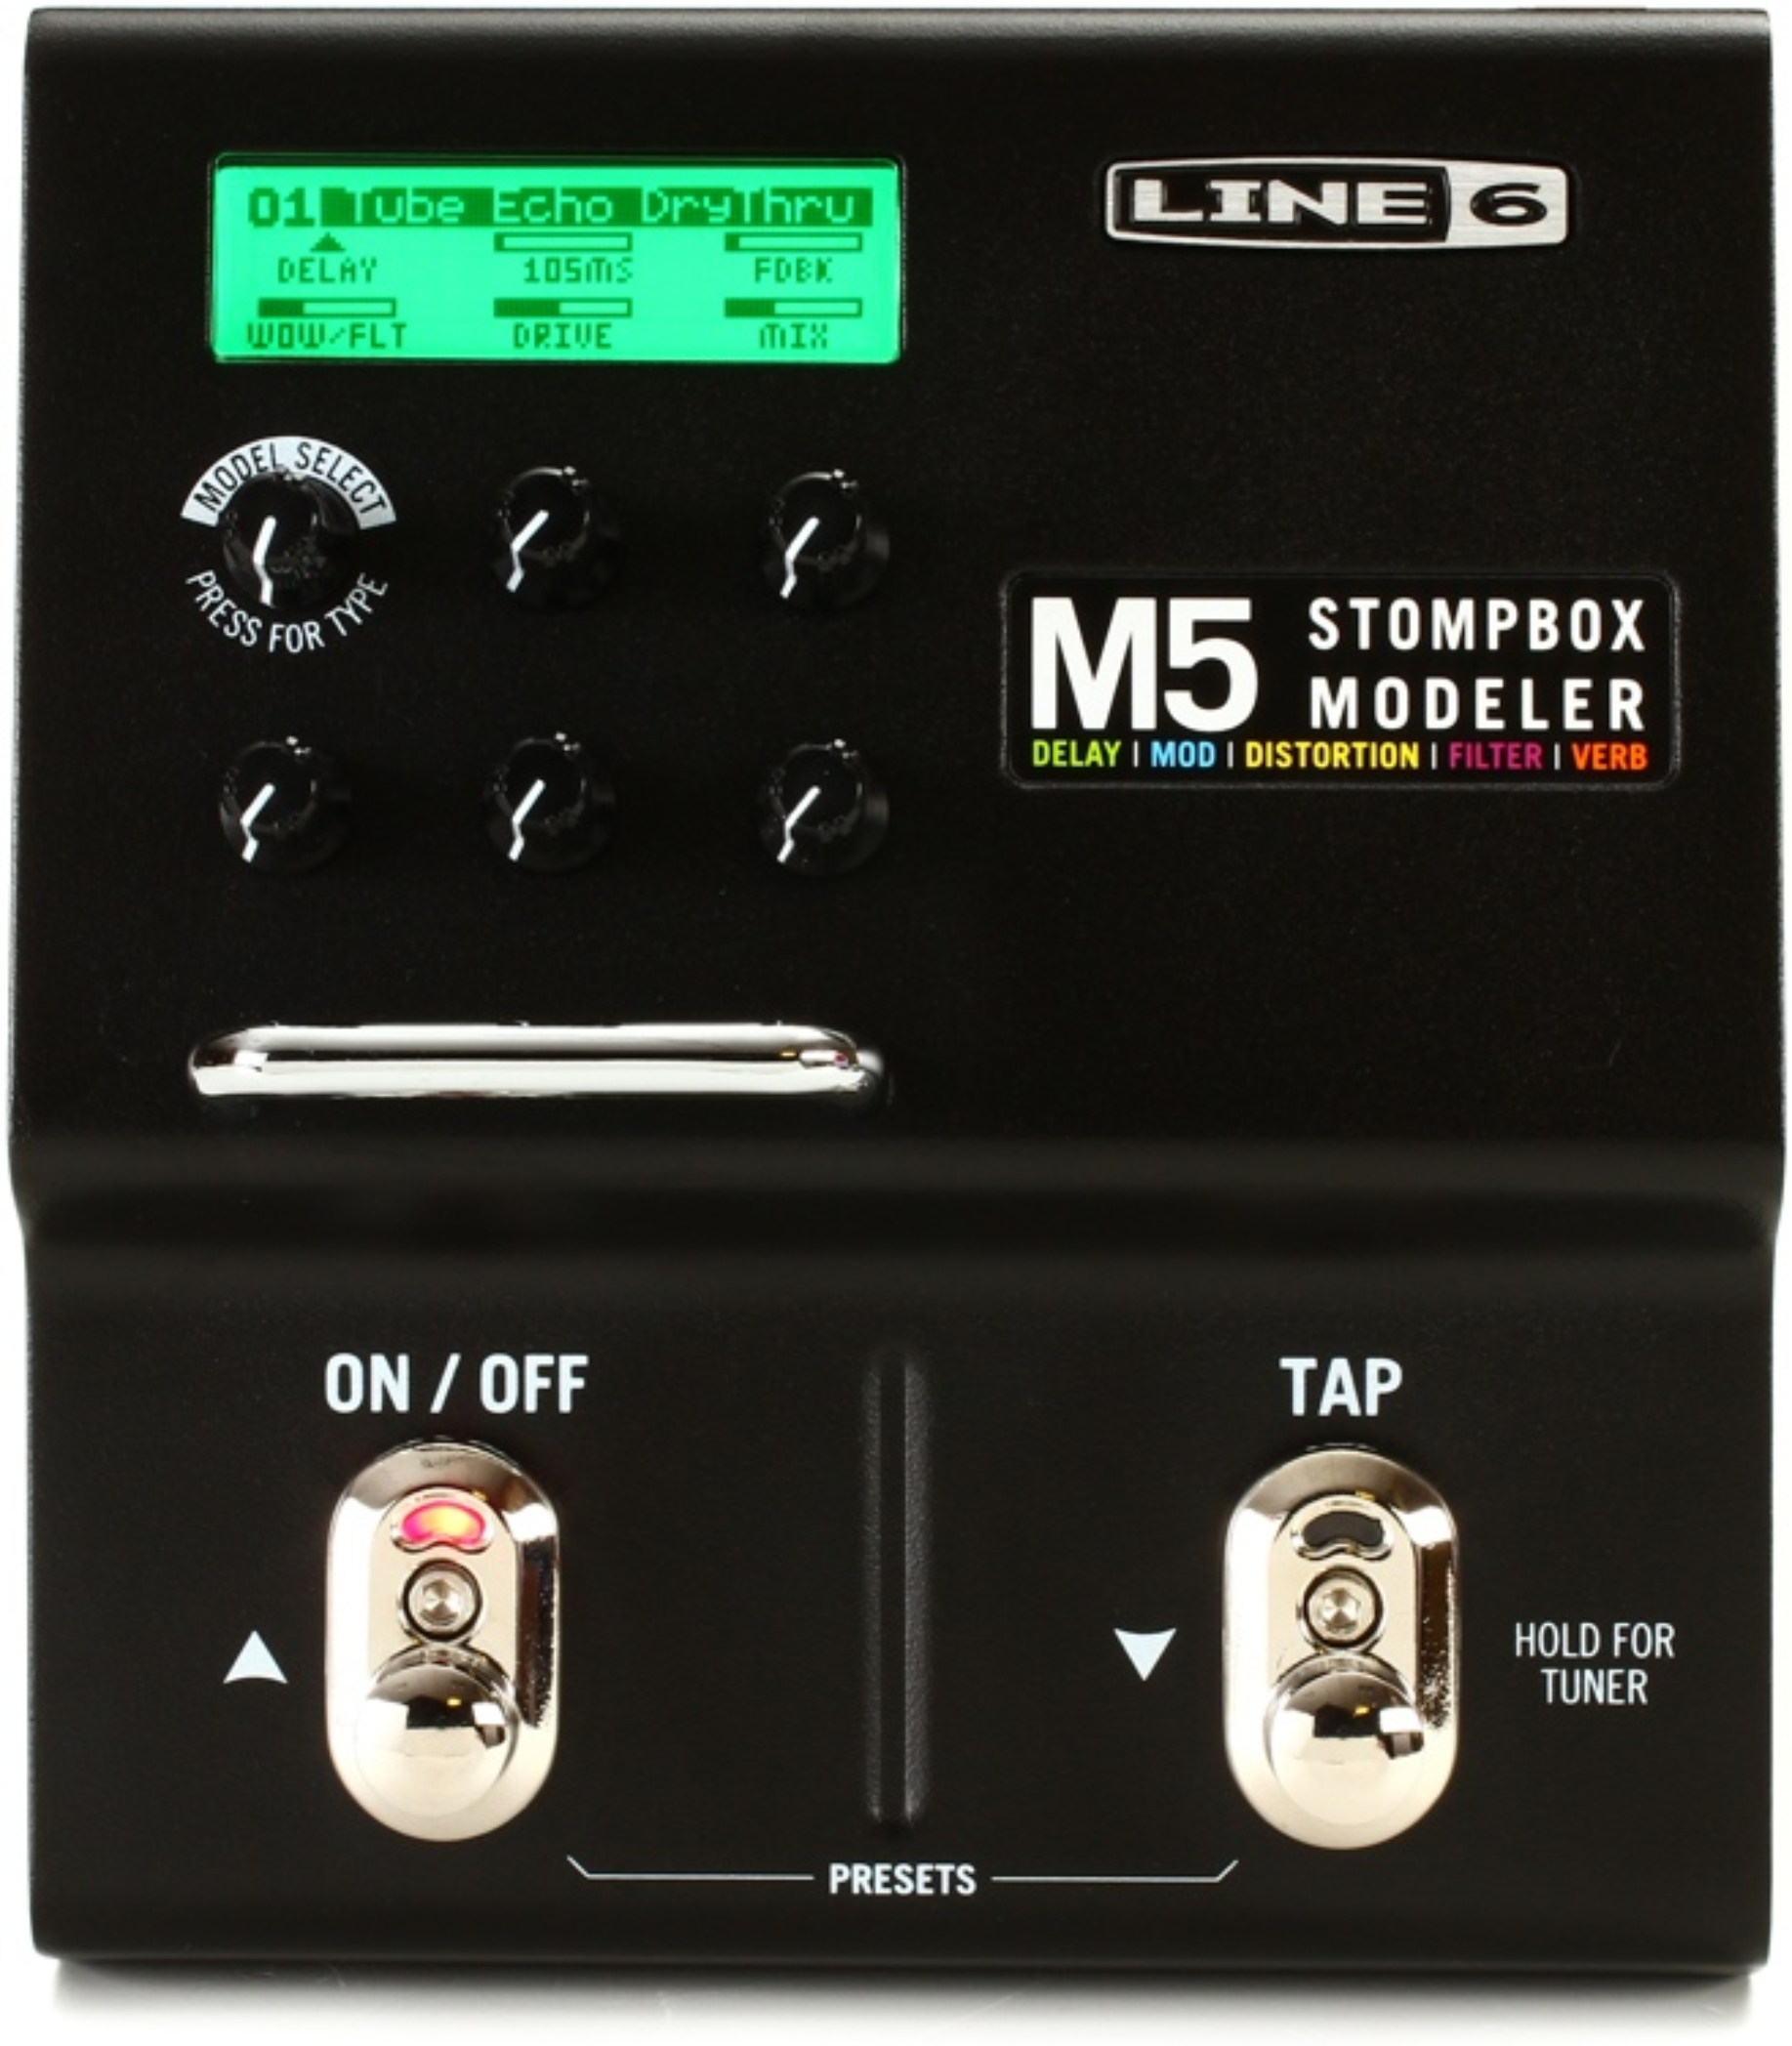 01 Tube Echo DryThru
DELAY 105MS FDBK
WOW/FLT DRIVE MIX
LINE 6
MODEL SELECT
PRESS FOR TYPE
M5 STOMPBOX
MODELER
DELAY | MOD | DISTORTION | FILTER | VERB
ON / OFF
TAP
HOLD FOR
TUNER
PRESETS